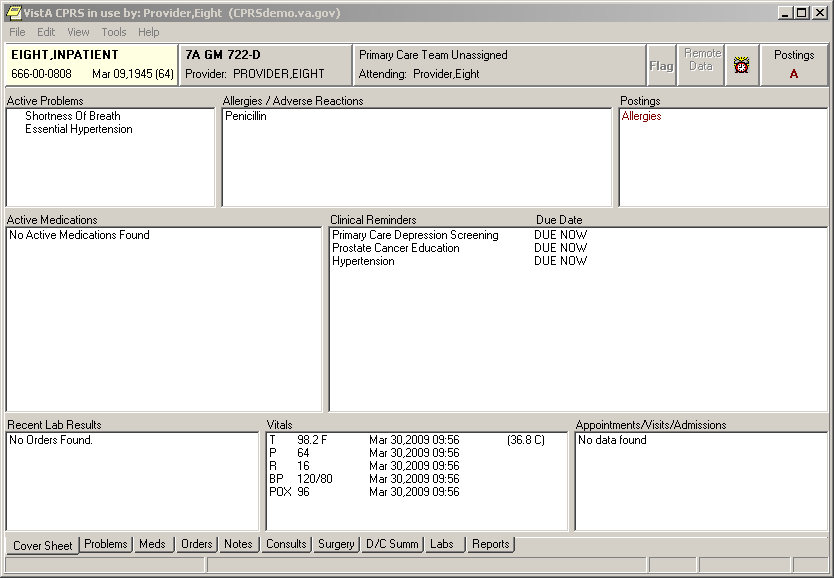 VistA CPRS in use by: Provider,Eight  (CPRSdemo.va.gov)
File Edit View Tools Help
EIGHT,INPATIENT
666-00-0808 Mar 09,1945 (64)
7A GM 722-D
Provider: PROVIDER,EIGHT
Primary Care Team Unassigned
Attending: Provider,Eight
Flag
Remote
Data
Postings
A
Active Problems
Shortness Of Breath
Essential Hypertension
Allergies / Adverse Reactions
Penicillin
Postings
Allergies
Active Medications
No Active Medications Found
Clinical Reminders Due Date
Primary Care Depression Screening DUE NOW
Prostate Cancer Education DUE NOW
Hypertension DUE NOW
Recent Lab Results
No Orders Found.
Vitals
T 98.2 F Mar 30,2009 09:56 (36.8 C)
P 64 Mar 30,2009 09:56
R 16 Mar 30,2009 09:56
BP 120/80 Mar 30,2009 09:56
POX 96 Mar 30,2009 09:56
Appointments/Visits/Admissions
No data found
Cover Sheet Problems Meds Orders Notes Consults Surgery D/C Summ Labs Reports